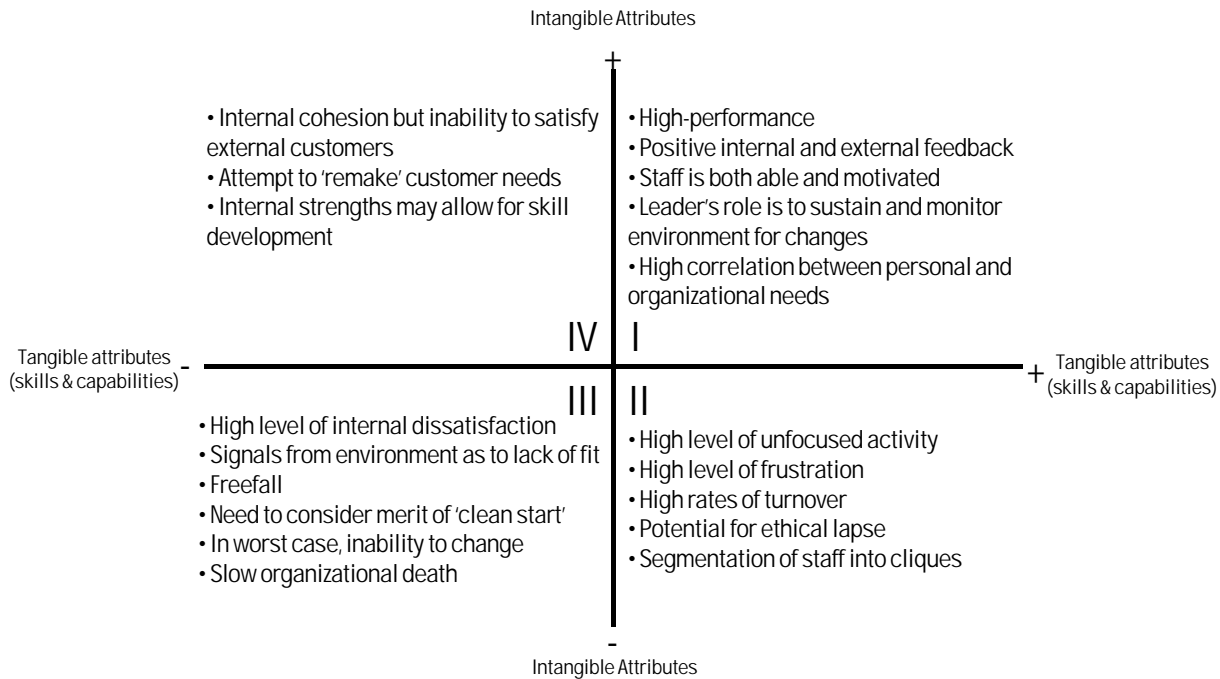 Intangible Attributes
+
• Internal cohesion but inability to satisfy
external customers
• Attempt to ‘remake’ customer needs
• Internal strengths may allow for skill
development
• High-performance
• Positive internal and external feedback
• Staff is both able and motivated
• Leader’s role is to sustain and monitor
environment for changes
• High correlation between personal and
organizational needs
IV
I
Tangible attributes
(skills & capabilities)
-
+
Tangible attributes
(skills & capabilities)
III
II
• High level of internal dissatisfaction
• Signals from environment as to lack of fit
• Freefall
• Need to consider merit of ‘clean start’
• In worst case, inability to change
• Slow organizational death
• High level of unfocused activity
• High level of frustration
• High rates of turnover
• Potential for ethical lapse
• Segmentation of staff into cliques
-
Intangible Attributes